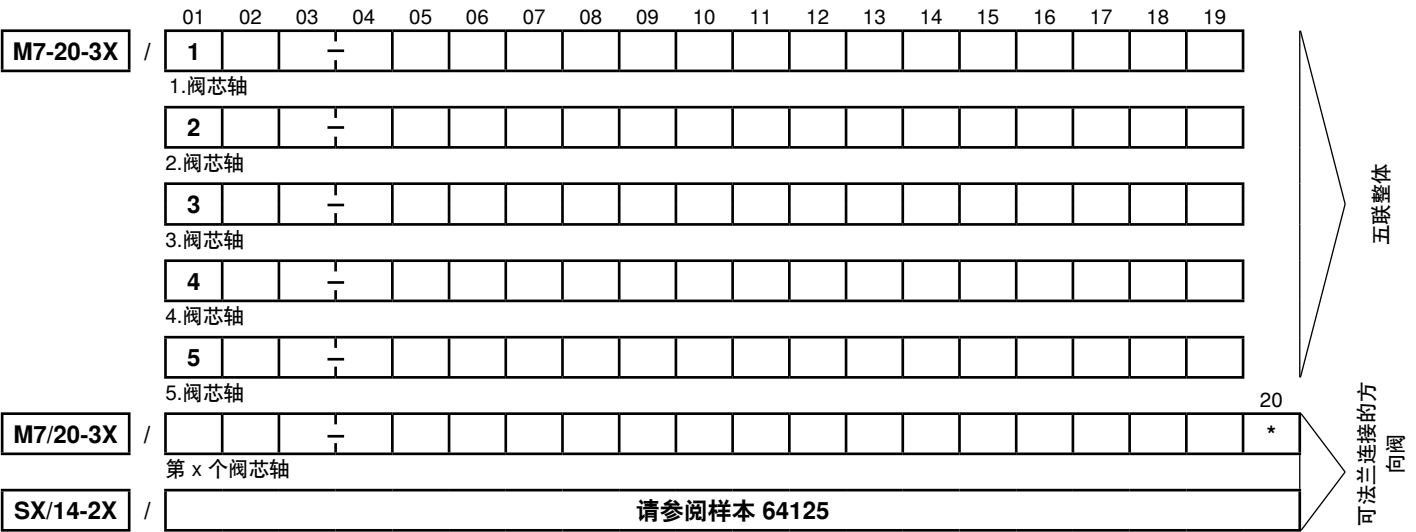 01 02 03 04 05 06 07 08 09 10 11 12 13 14 15 16 17 18 19
M7-20-3X / 1 –
1.阀芯轴
2 –
2.阀芯轴
3 –
3.阀芯轴
4 –
4.阀芯轴
5 –
5.阀芯轴
五联整体
20
M7/20-3X / – *
第 x 个阀芯轴
SX/14-2X / 请参阅样本 64125
可法兰连接的方
向阀